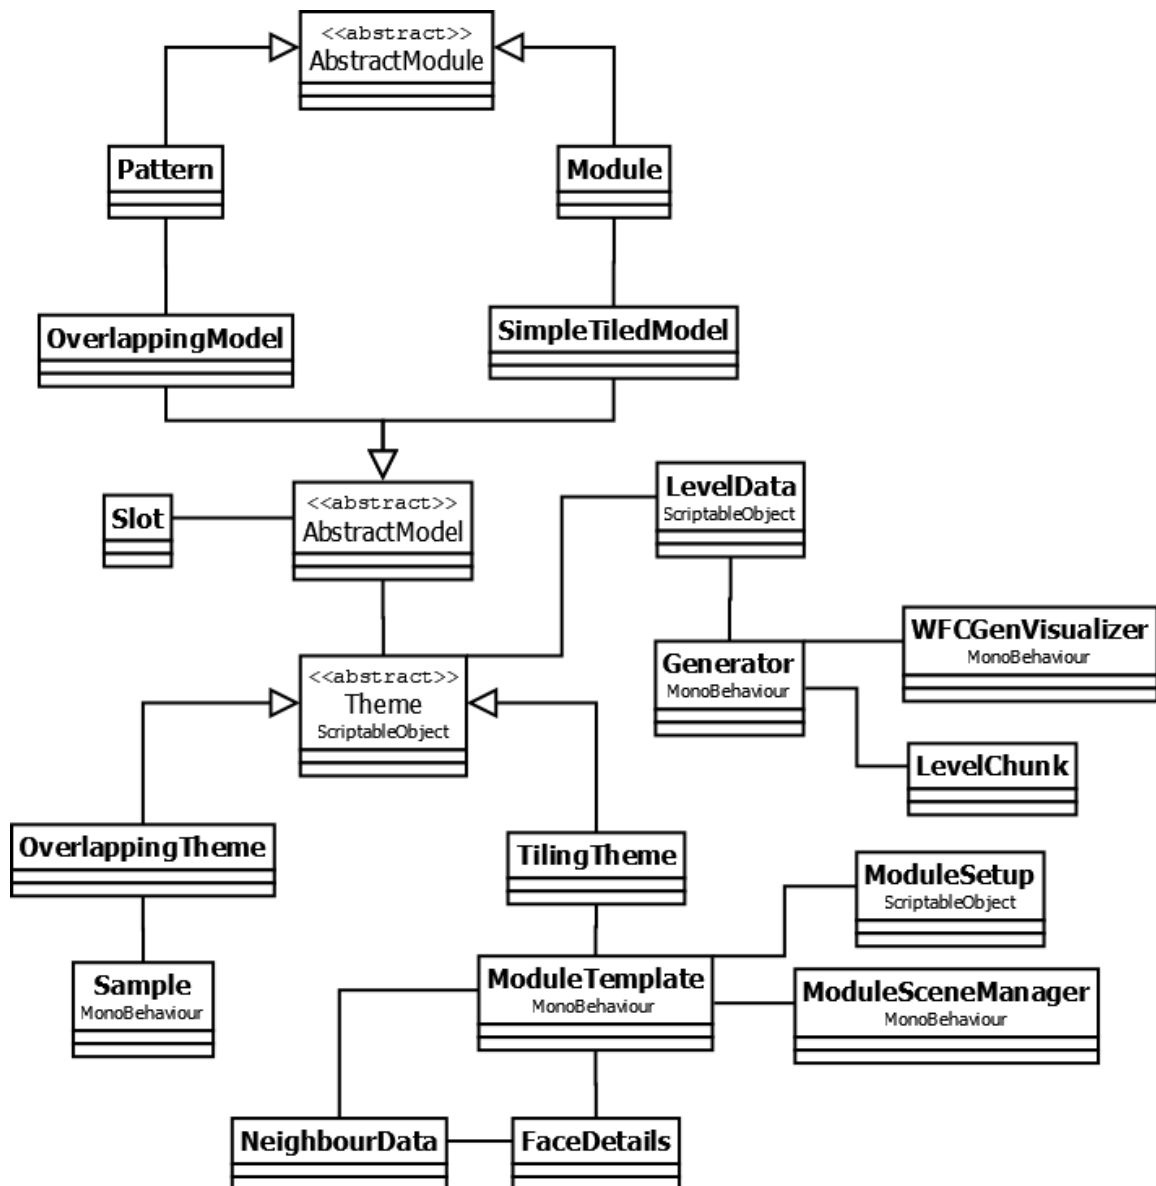 <<abstract>>
AbstractModule
Pattern
Module
OverlappingModel
SimpleTiledModel
Slot
<<abstract>>
AbstractModel
LevelData
ScriptableObject
<<abstract>>
Theme
ScriptableObject
Generator
MonoBehaviour
WFCGenVisualizer
MonoBehaviour
LevelChunk
OverlappingTheme
TilingTheme
ModuleSetup
ScriptableObject
Sample
MonoBehaviour
ModuleTemplate
MonoBehaviour
ModuleSceneManager
MonoBehaviour
NeighbourData
FaceDetails